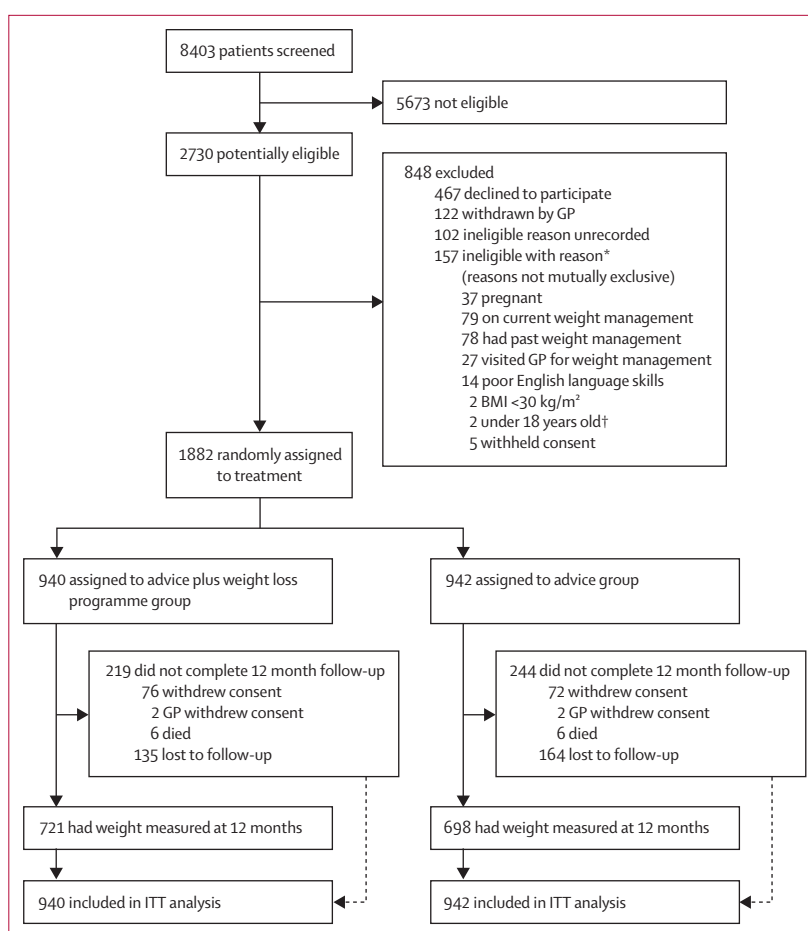 8403 patients screened
5673 not eligible
2730 potentially eligible
848 excluded
467 declined to participate
122 withdrawn by GP
102 ineligible reason unrecorded
157 ineligible with reason*
(reasons not mutually exclusive)
37 pregnant
79 on current weight management
78 had past weight management
27 visited GP for weight management
14 poor English language skills
2 BMI <30 kg/m²
2 under 18 years old†
5 withheld consent
1882 randomly assigned
to treatment
940 assigned to advice plus weight loss
programme group
942 assigned to advice group
219 did not complete 12 month follow-up
76 withdrew consent
2 GP withdrew consent
6 died
135 lost to follow-up
244 did not complete 12 month follow-up
72 withdrew consent
2 GP withdrew consent
6 died
164 lost to follow-up
721 had weight measured at 12 months
698 had weight measured at 12 months
940 included in ITT analysis
942 included in ITT analysis